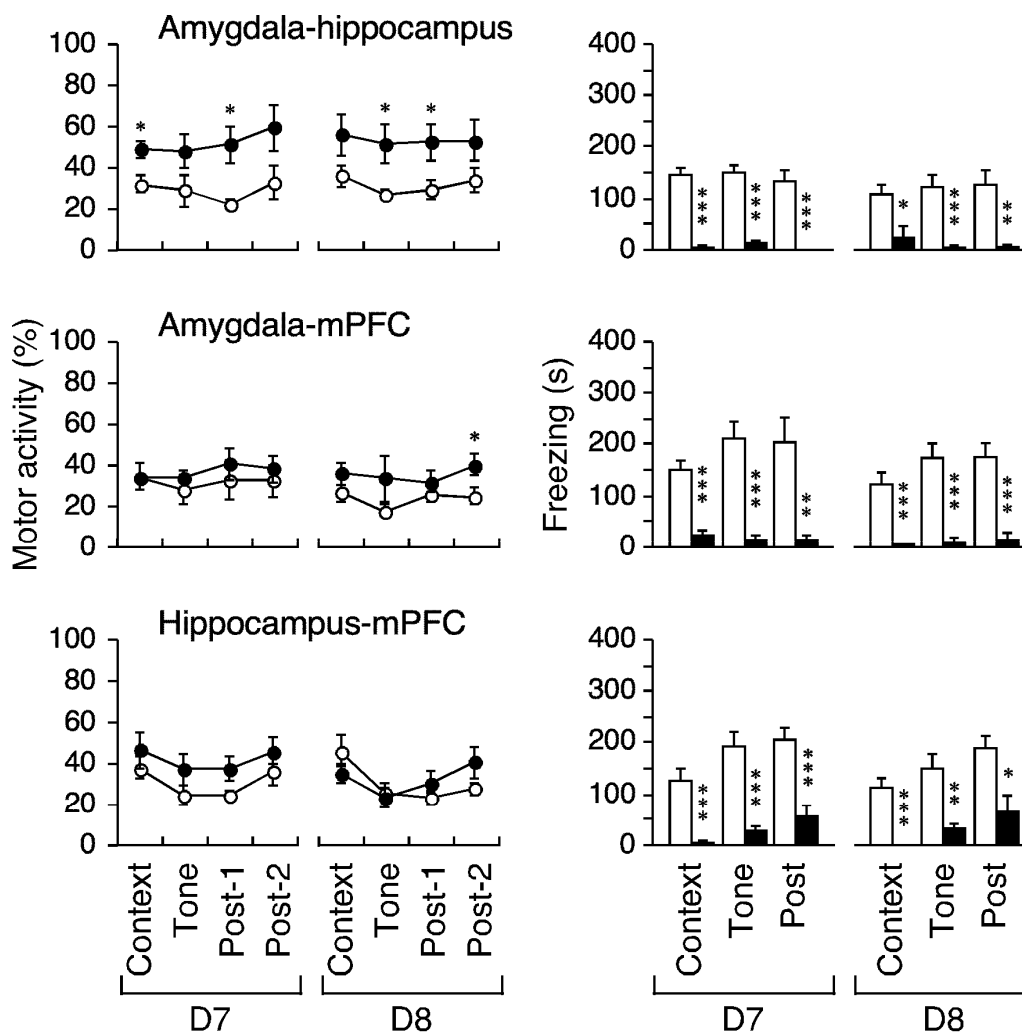 Amygdala-hippocampus
100
80
60
40
20
0
* * * *
400
300
200
100
0
*** *** *** * *** **
Motor activity (%)
Amygdala-mPFC
100
80
60
40
20
0
*
Freezing (s)
400
300
200
100
0
*** *** ** *** *** ***
Hippocampus-mPFC
100
80
60
40
20
0
400
300
200
100
0
*** *** *** *** ** *
Context Tone Post-1 Post-2 Context Tone Post-1 Post-2
D7 D8
Context Tone Post Context Tone Post
D7 D8